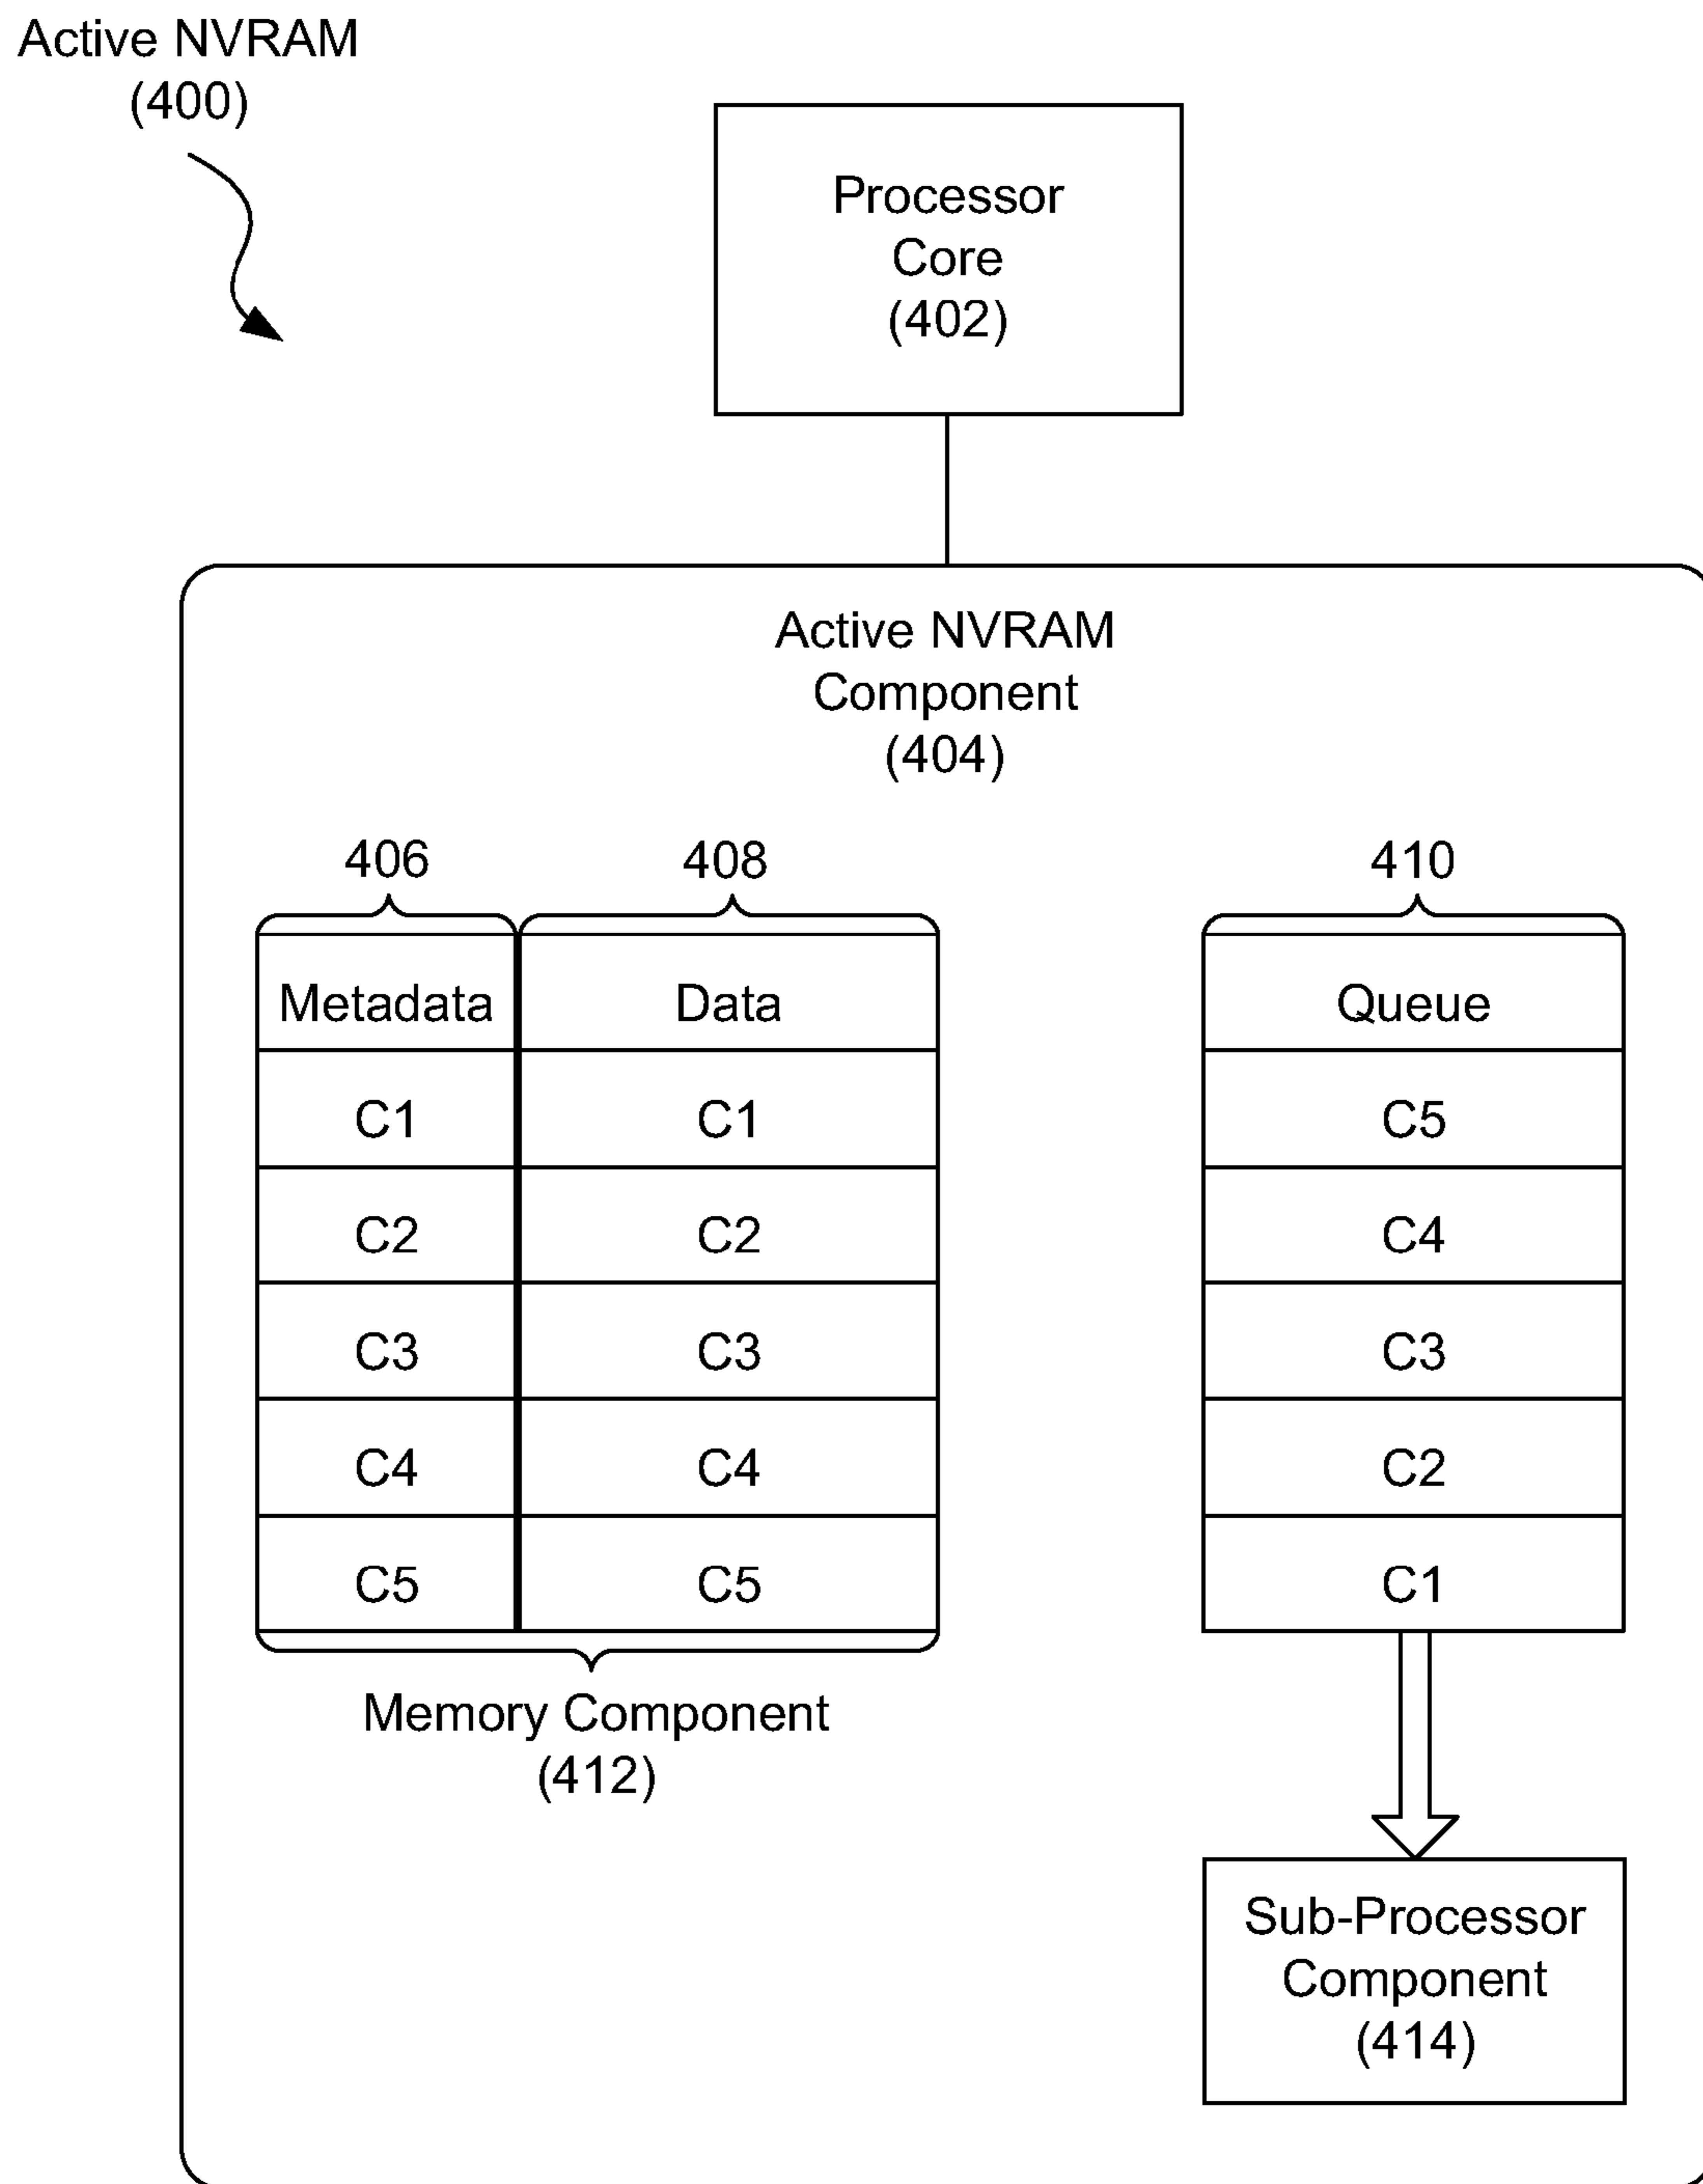 Active NVRAM
(400)
Processor
Core
(402)
Active NVRAM
Component
(404)
406
408
410
Metadata
Data
Queue
C1
C1
C5
C2
C2
C4
C3
C3
C3
C4
C4
C2
C5
C5
C1
Memory Component
(412)
Sub-Processor
Component
(414)